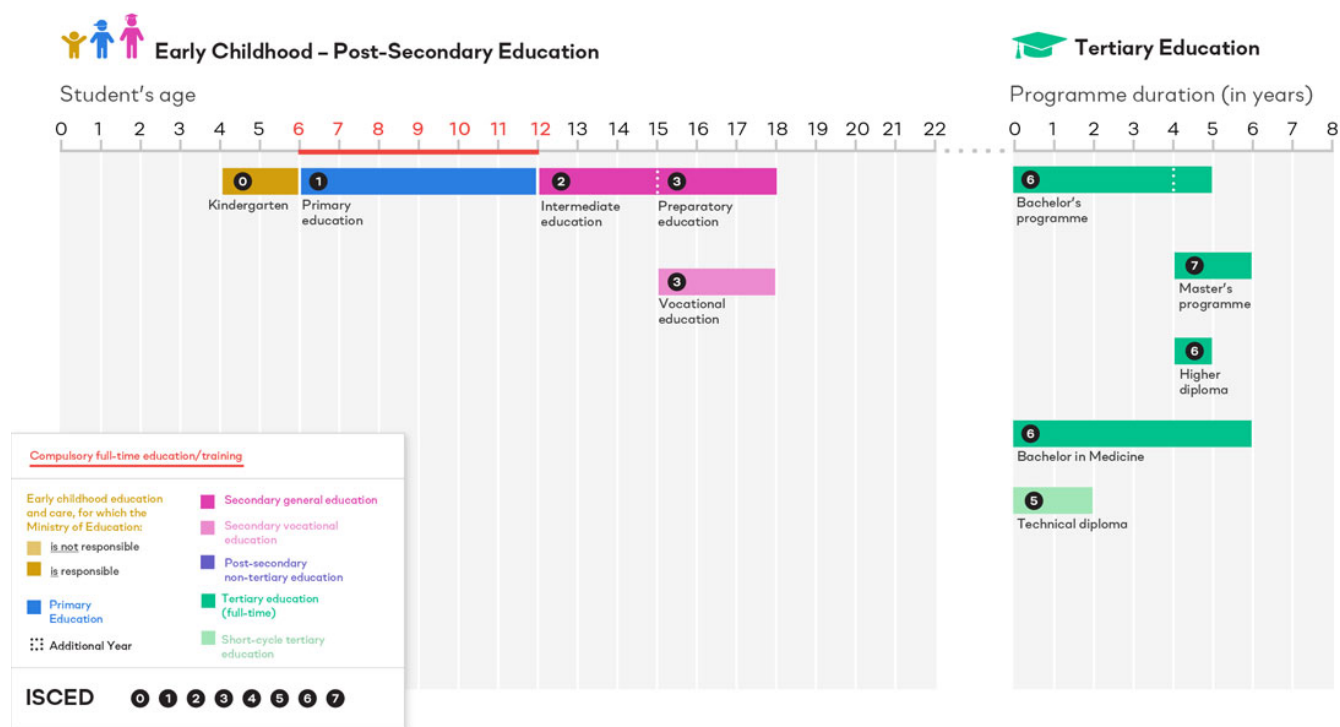 Early Childhood – Post-Secondary Education
Student's age
0 1 2 3 4 5 6 7 8 9 10 11 12 13 14 15 16 17 18 19 20 21 22
0
Kindergarten
1
Primary
education
2
Intermediate
education
3
Preparatory
education
3
Vocational
education
Tertiary Education
Programme duration (in years)
0 1 2 3 4 5 6 7 8
6
Bachelor's
programme
7
Master's
programme
6
Higher
diploma
6
Bachelor in Medicine
5
Technical diploma
Compulsory full-time education/training
Early childhood education
and care, for which the
Ministry of Education:
is not responsible
is responsible
Primary
Education
Additional Year
Secondary general education
Secondary vocational
education
Post-secondary
non-tertiary education
Tertiary education
(full-time)
Short-cycle tertiary
education
ISCED 0 1 2 3 4 5 6 7